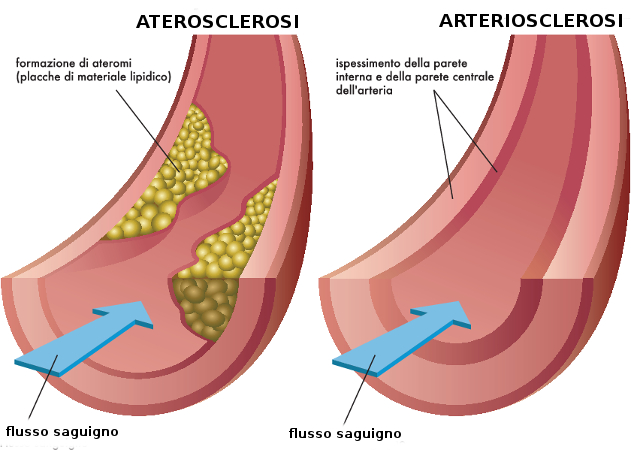 ATEROSCLEROSI
ARTERIOSCLEROSI
formazione di ateromi
(placche di materiale lipidico)
ispessimento della parete
interna e della parete centrale
dell'arteria
flusso saguigno
flusso saguigno